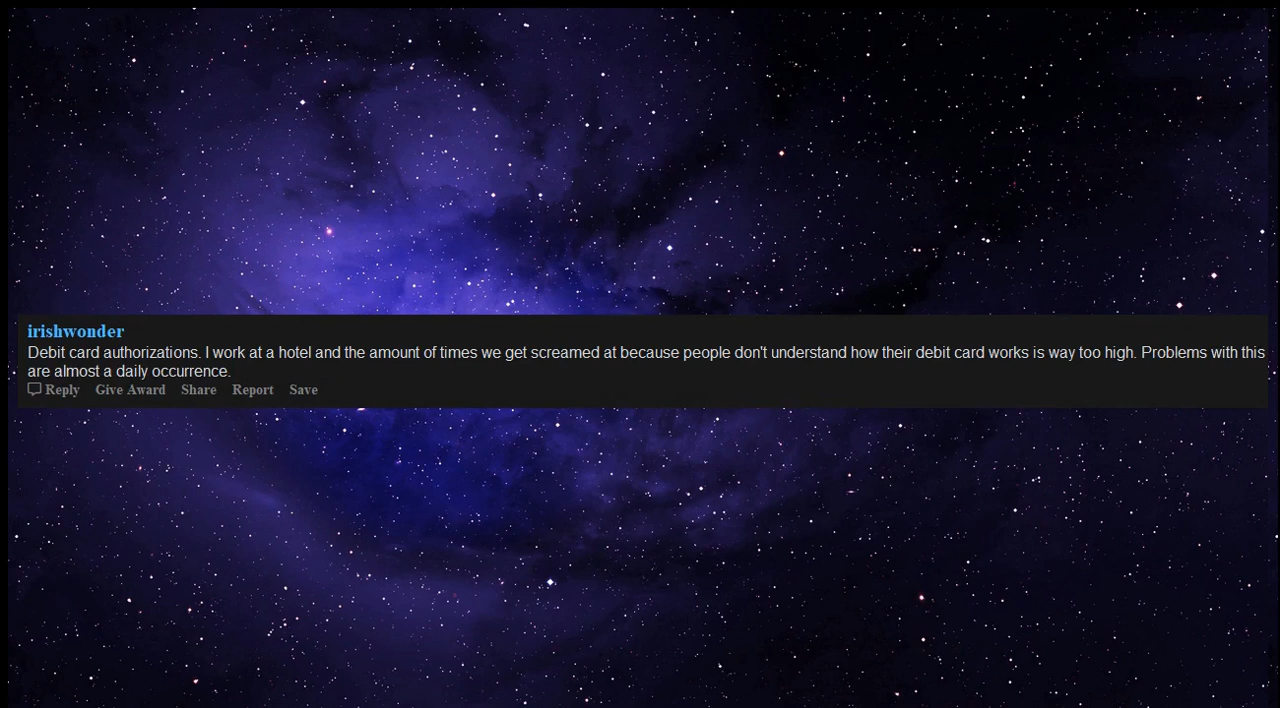 irishwonder
Debit card authorizations. I work at a hotel and the amount of times we get screamed at because people don't understand how their debit card works is way too high. Problems with this
are almost a daily occurrence.
Reply Give Award Share Report Save